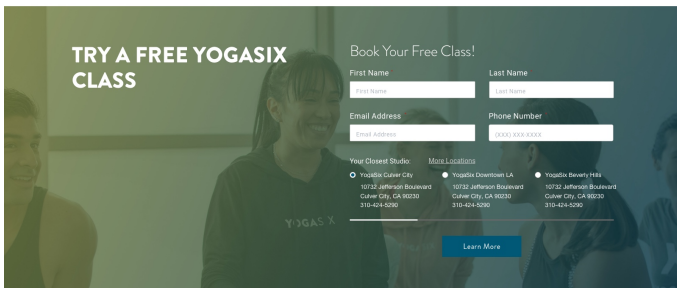 TRY A FREE YOGASIX
CLASS
Book Your Free Class!
First Name
Last Name
First Name
Last Name
Email Address
Phone Number
Email Address
(XXX) XXX-XXXX
Your Closest Studio:
More Locations
YogaSix Culver City
10732 Jefferson Boulevard
Culver City, CA 90230
310-424-5290
YogaSix Downtown LA
10732 Jefferson Boulevard
Culver City, CA 90230
310-424-5290
YogaSix Beverly Hills
10732 Jefferson Boulevard
Culver City, CA 90230
310-424-5290
YOGAS X
Learn More